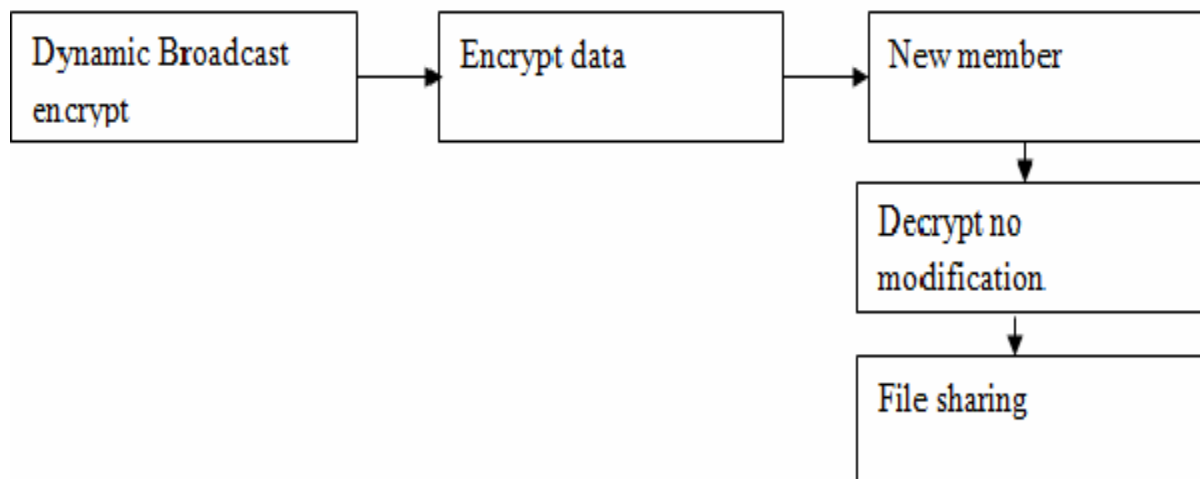 Dynamic Broadcast
encrypt
Encrypt data
New member
Decrypt no
modification
File sharing